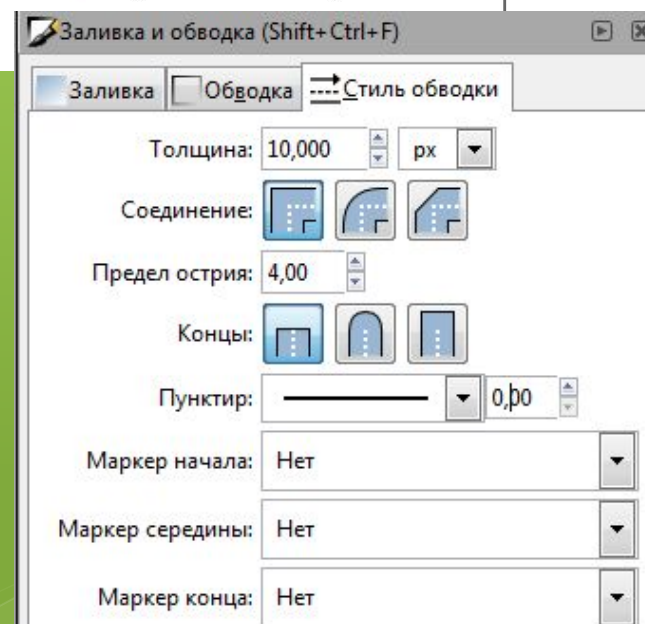 Заливка и обводка (Shift+Ctrl+F)
Заливка Обводка Стиль обводки
Толщина: 10,000 px
Соединение:
Предел острия: 4,00
Концы:
Пунктир: 0,00
Маркер начала: Нет
Маркер середины: Нет
Маркер конца: Нет